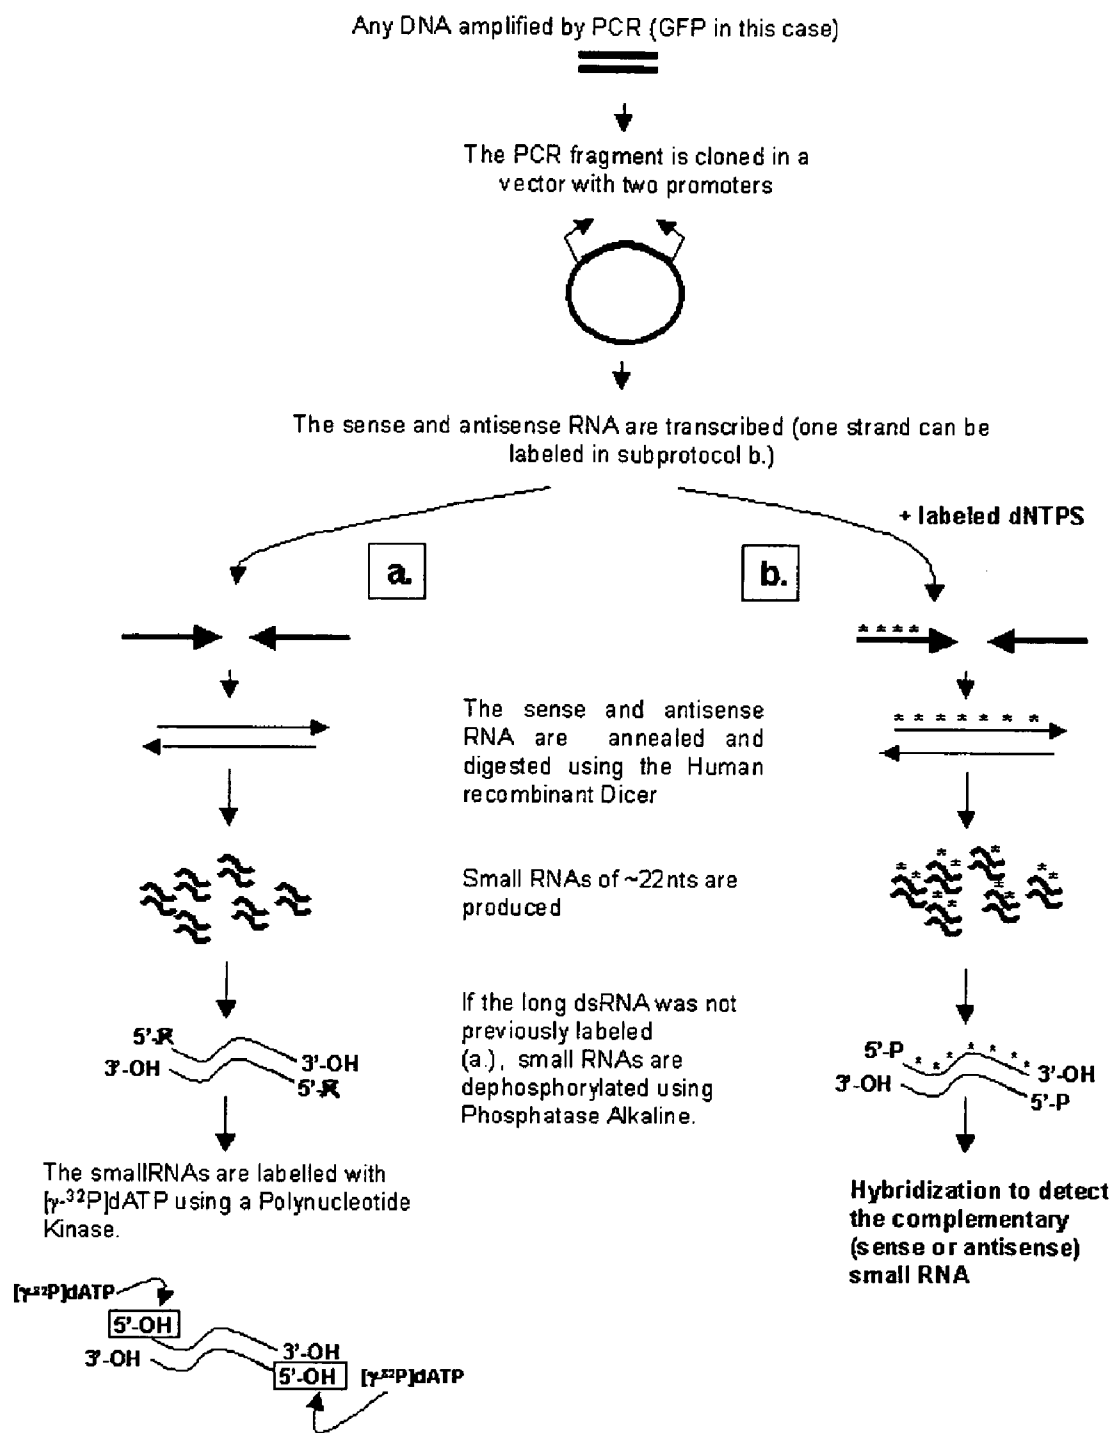 Any DNA amplified by PCR (GFP in this case)
The PCR fragment is cloned in a
vector with two promoters
The sense and antisense RNA are transcribed (one strand can be
labeled in subprotocol b.)
+ labeled dNTPS
a.
b.
* * * *
The sense and antisense
RNA are annealed and
digested using the Human
recombinant Dicer
* * * * * * *
Small RNAs of ~22nts are
produced
If the long dsRNA was not
previously labeled
(a.), small RNAs are
dephosphorylated using
Phosphatase Alkaline.
5'-P
3'-OH
3'-OH
5'-P
5'-P
3'-OH
3'-OH
5'-P
The smallRNAs are labelled with
[γ-³²P]dATP using a Polynucleotide
Kinase.
Hybridization to detect
the complementary
(sense or antisense)
small RNA
[γ-³²P]dATP
5'-OH
3'-OH
3'-OH
5'-OH
[γ-³²P]dATP